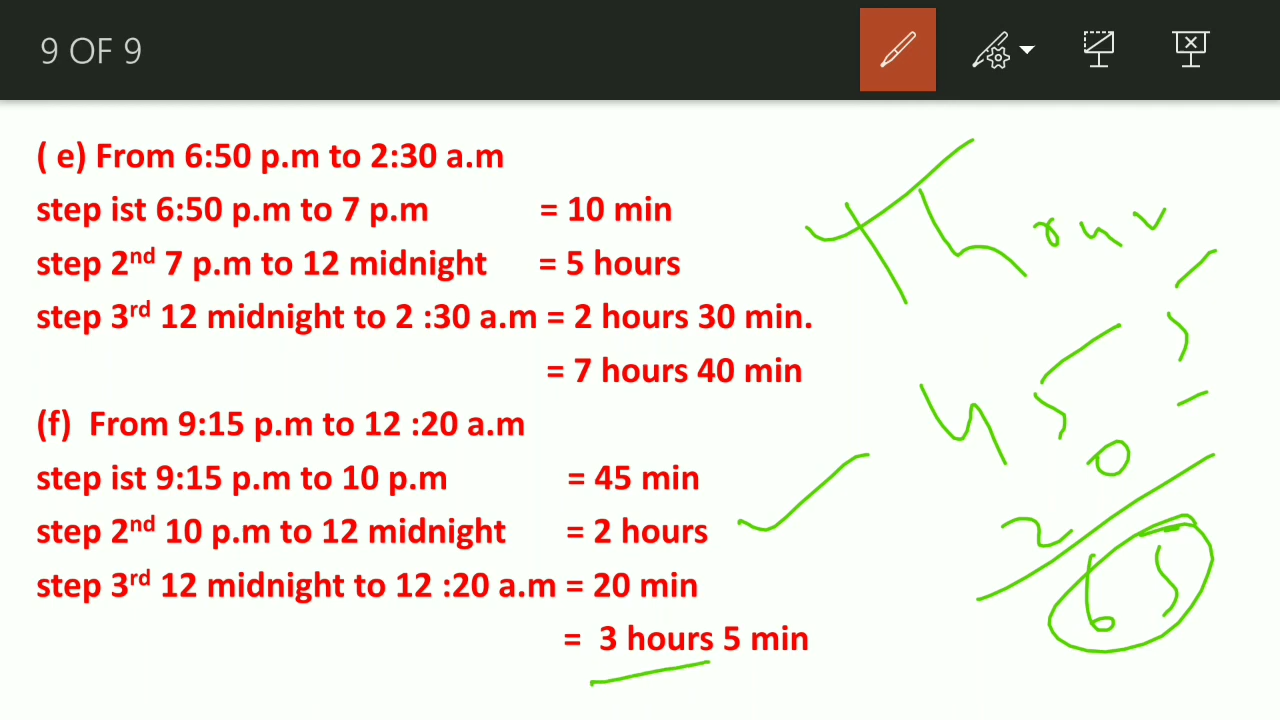 9 OF 9
( e) From 6:50 p.m to 2:30 a.m
step ist 6:50 p.m to 7 p.m = 10 min
step 2nd 7 p.m to 12 midnight = 5 hours
step 3rd 12 midnight to 2 :30 a.m = 2 hours 30 min.
= 7 hours 40 min
(f) From 9:15 p.m to 12 :20 a.m
step ist 9:15 p.m to 10 p.m = 45 min
step 2nd 10 p.m to 12 midnight = 2 hours
step 3rd 12 midnight to 12 :20 a.m = 20 min
= 3 hours 5 min
45
20
65